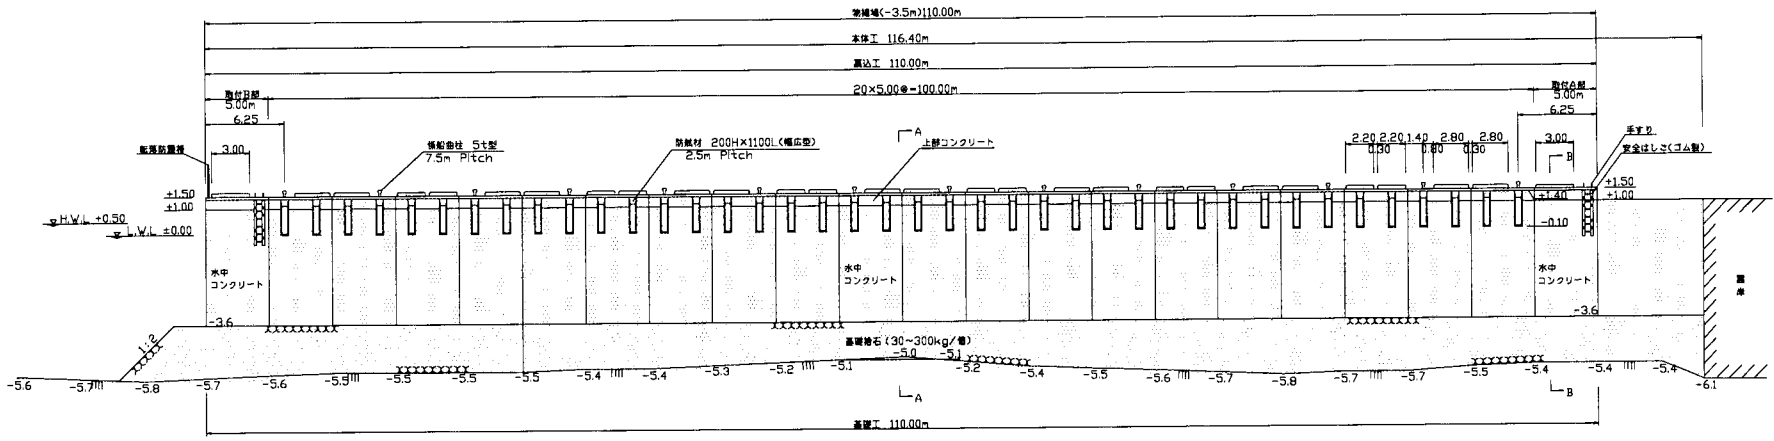 物揚場(-3.5m)110.00m
本体工 116.40m
裏込工 110.00m
20×5.00@=100.00m
取付B部
5.00m
6.25
取付A部
5.00m
6.25
転落防護柵
3.00
係船曲柱 5t型
7.5m Pitch
防舷材 200H×1100L(幅広型)
2.5m Pitch
A
上部コンクリート
2.20 2.20 1.40 2.80 2.80 3.00
0.30 0.80 0.30
B
手すり
安全はしご(ゴム製)
+1.50
+1.00
H.W.L +0.50
L.W.L ±0.00
+1.50
+1.00
+1.40
-0.10
水中
コンクリート
水中
コンクリート
水中
コンクリート
護岸
-3.6
-3.6
1:2
基礎捨石(30~300kg/個)
-5.6 -5.7 -5.8 -5.7 -5.6 -5.5 -5.5 -5.5 -5.4 -5.4 -5.3 -5.2 -5.1 -5.0 -5.1 -5.2 -5.4 -5.5 -5.6 -5.7 -5.8 -5.7 -5.7 -5.5 -5.4 -5.4 -6.1
A
B
基礎工 110.00m